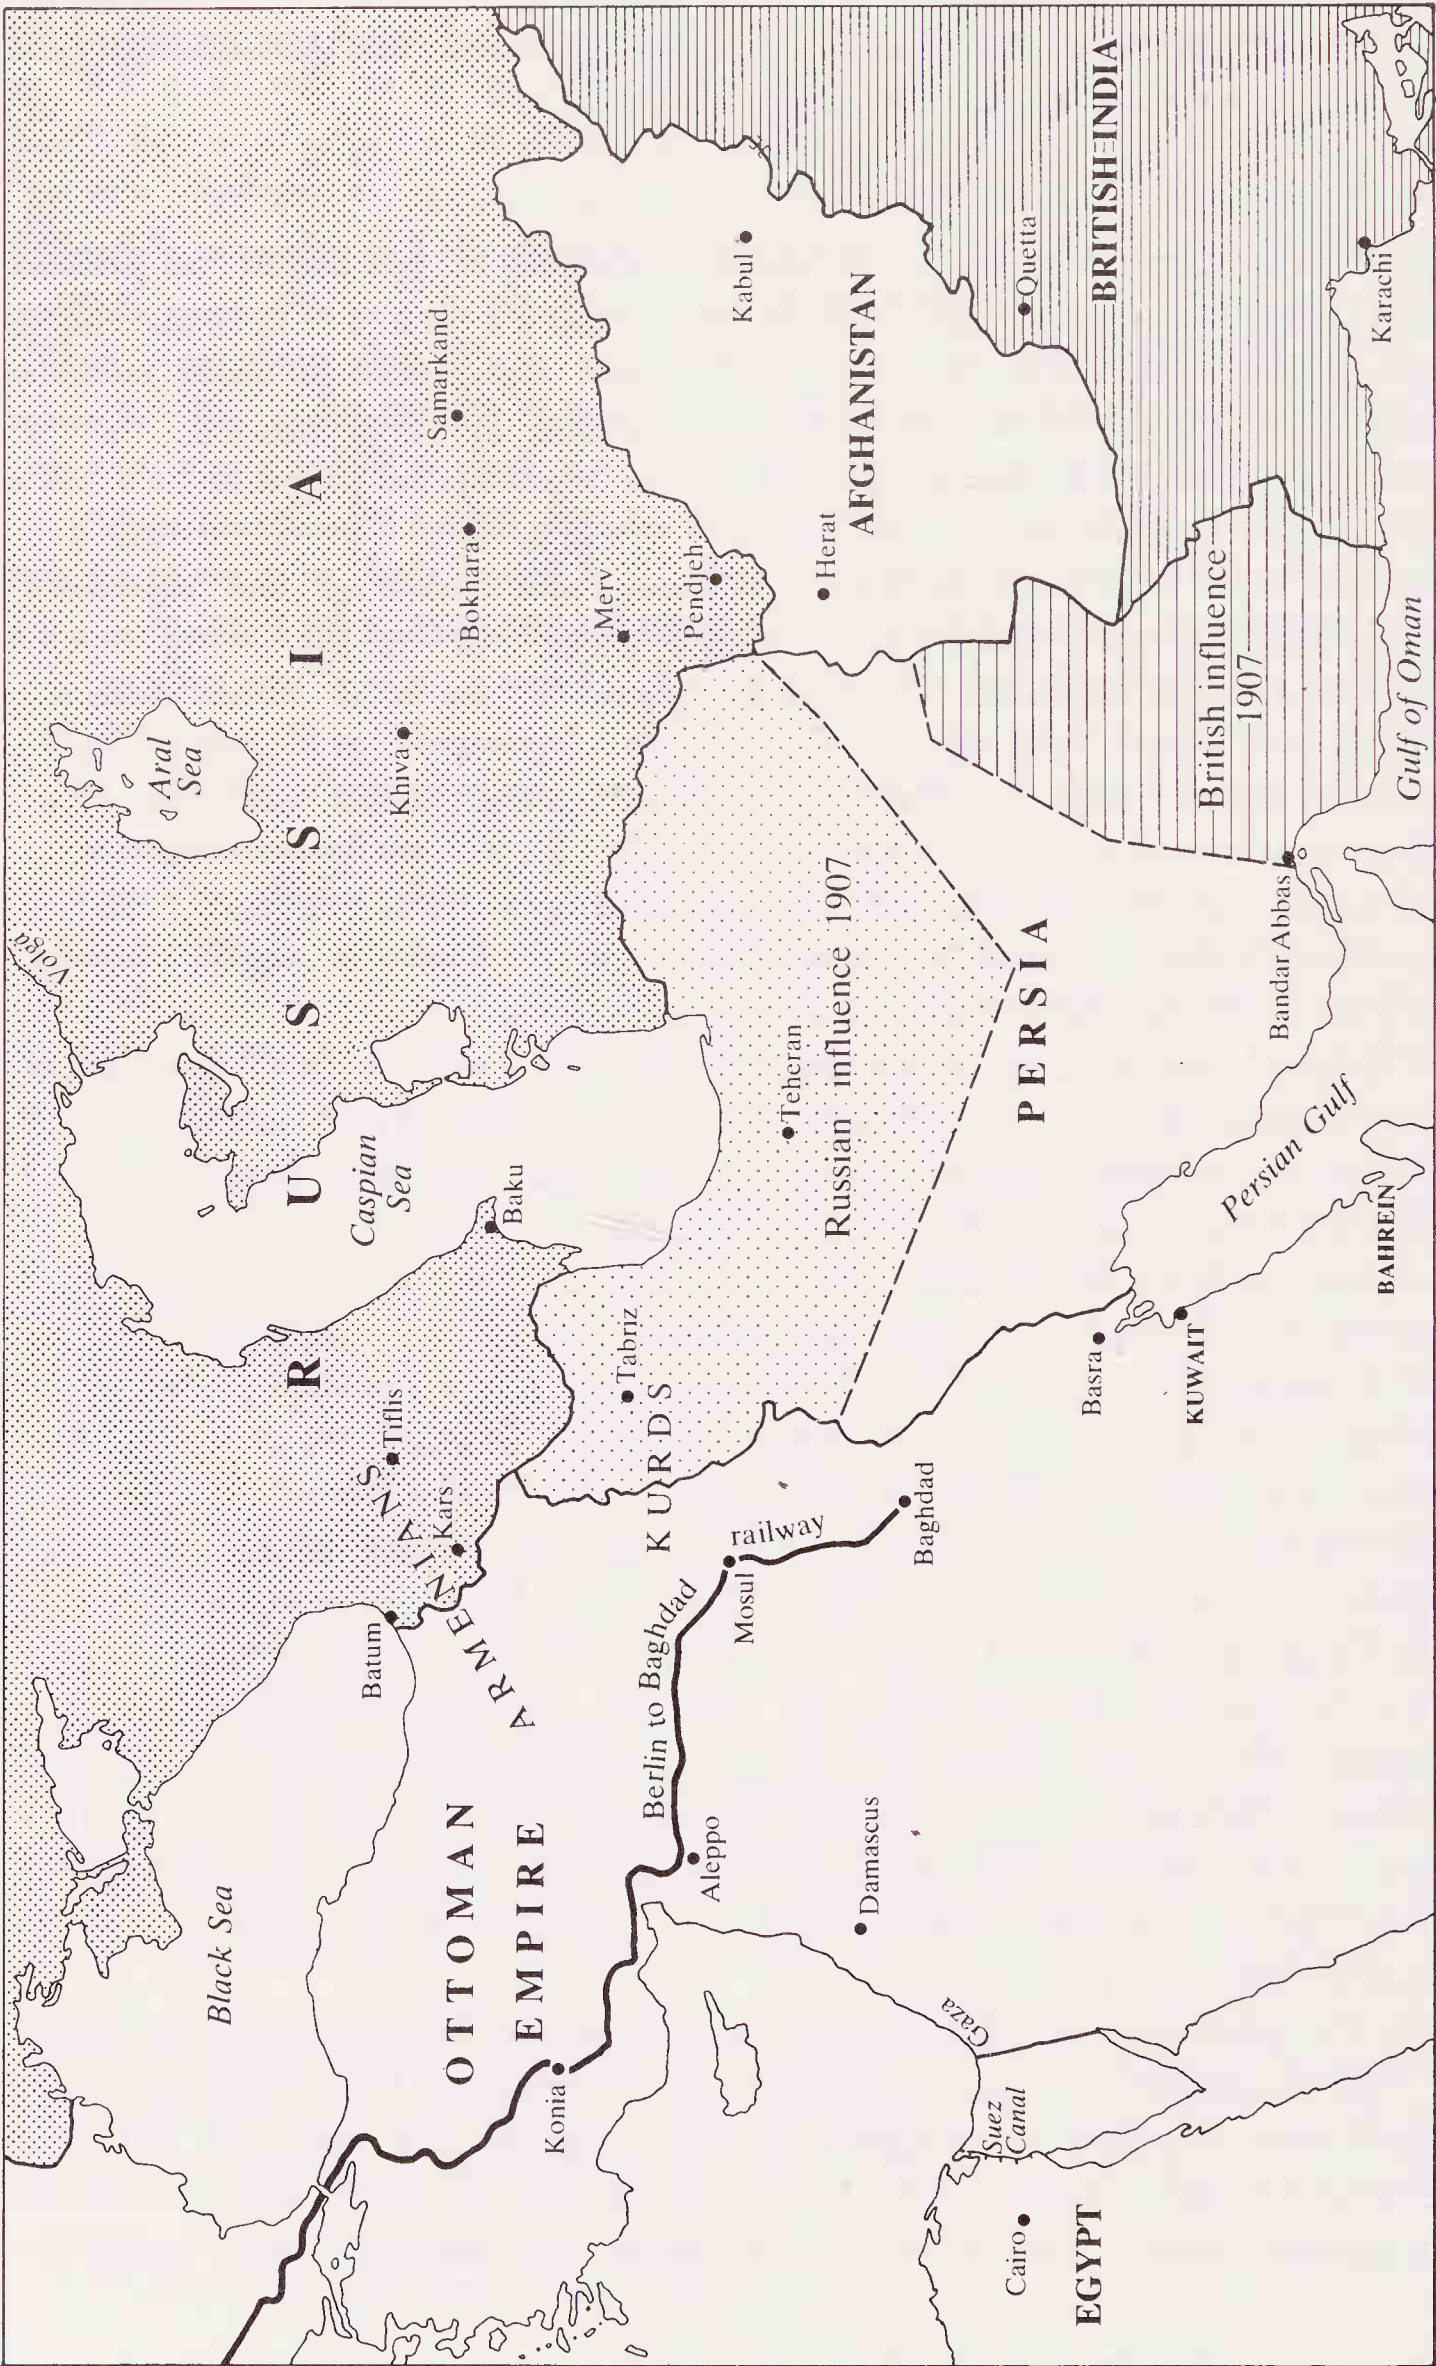 Volga
R U S S I A
Aral
Sea
Caspian
Sea
Black Sea
Samarkand
Bokhara
Khiva
Merv
Pendjeh
Baku
Tiflis
Kars
Batum
ARMENIANS
Tabriz
KURDS
Teheran
Russian influence 1907
PERSIA
Kabul
Herat
AFGHANISTAN
Quetta
BRITISH INDIA
Karachi
British influence
1907
Gulf of Oman
Bandar Abbas
Persian Gulf
BAHREIN
KUWAIT
Basra
Baghdad
Mosul
Berlin to Baghdad railway
Aleppo
Damascus
OTTOMAN
EMPIRE
Konia
Gaza
Suez
Canal
Cairo
EGYPT